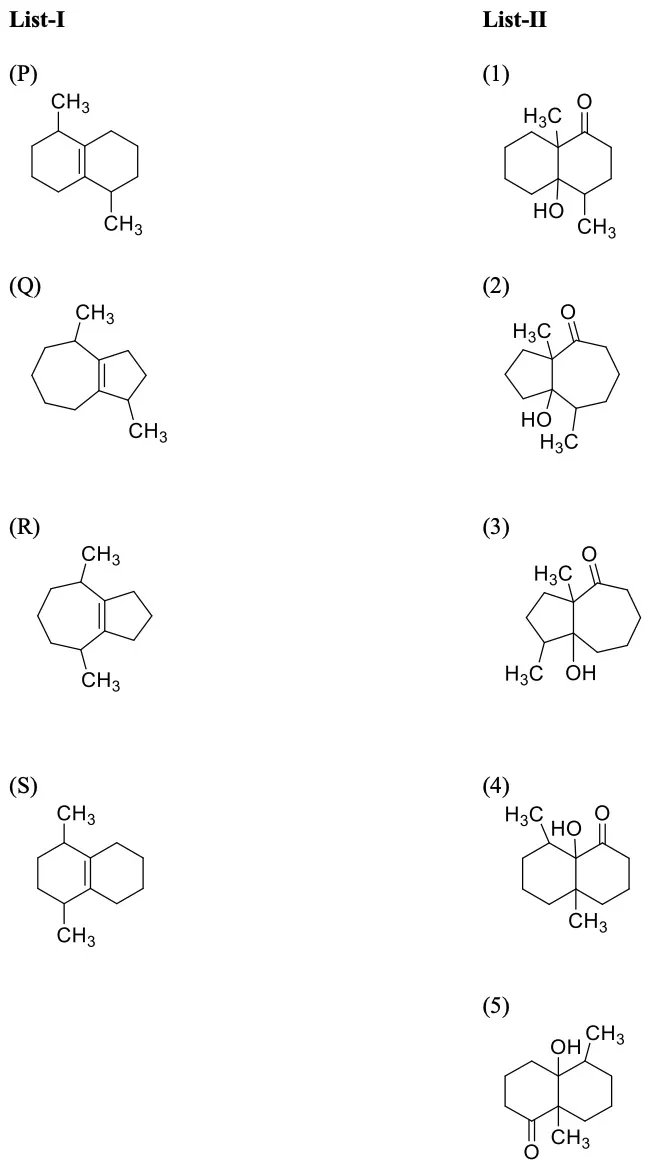 List-I
List-II
(P)
(1)
CH3
CH3
O
H3C
HO
CH3
(Q)
(2)
CH3
CH3
O
H3C
HO
H3C
(R)
(3)
CH3
CH3
O
H3C
H3C
OH
(S)
(4)
CH3
CH3
H3C
HO
O
CH3
(5)
CH3
OH
CH3
O